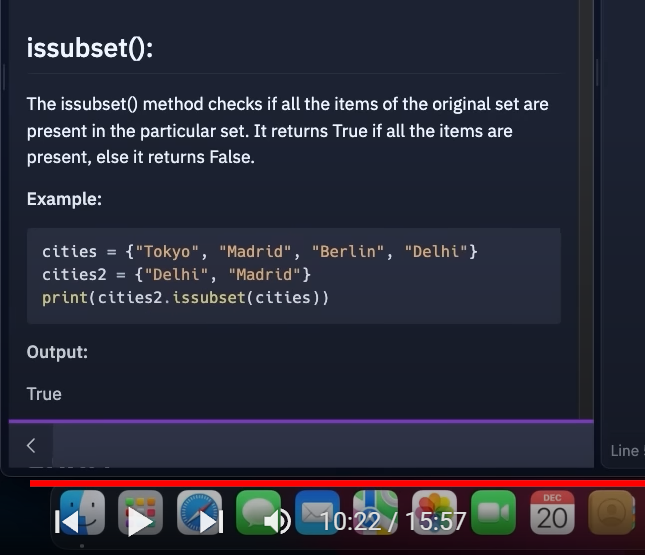 issubset():
The issubset() method checks if all the items of the original set are
present in the particular set. It returns True if all the items are
present, else it returns False.
Example:
cities = {"Tokyo", "Madrid", "Berlin", "Delhi"}
cities2 = {"Delhi", "Madrid"}
print(cities2.issubset(cities))
Output:
True
Line
10:22 / 15:57
DEC
20